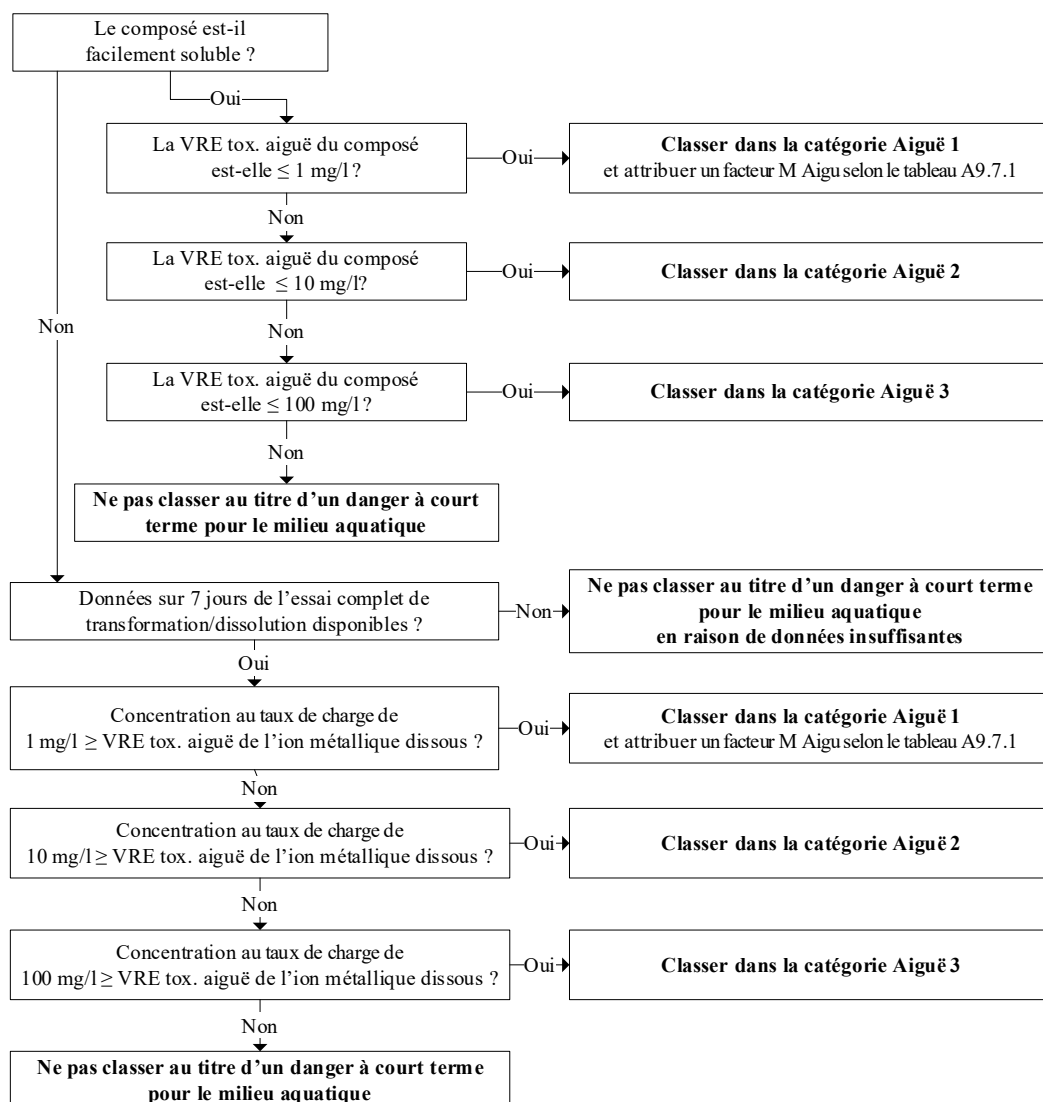 Le composé est-il
facilement soluble ?
Oui
La VRE tox. aiguë du composé
est-elle ≤ 1 mg/l ?
Oui
Classer dans la catégorie Aiguë 1
et attribuer un facteur M Aigu selon le tableau A9.7.1
Non
La VRE tox. aiguë du composé
est-elle ≤ 10 mg/l?
Oui
Classer dans la catégorie Aiguë 2
Non
Non
La VRE tox. aiguë du composé
est-elle ≤ 100 mg/l ?
Oui
Classer dans la catégorie Aiguë 3
Non
Ne pas classer au titre d’un danger à court
terme pour le milieu aquatique
Données sur 7 jours de l’essai complet de
transformation/dissolution disponibles ?
Non
Ne pas classer au titre d’un danger à court terme
pour le milieu aquatique
en raison de données insuffisantes
Oui
Concentration au taux de charge de
1 mg/l ≥ VRE tox. aiguë de l’ion métallique dissous ?
Oui
Classer dans la catégorie Aiguë 1
et attribuer un facteur M Aigu selon le tableau A9.7.1
Non
Concentration au taux de charge de
10 mg/l ≥ VRE tox. aiguë de l’ion métallique dissous ?
Oui
Classer dans la catégorie Aiguë 2
Non
Concentration au taux de charge de
100 mg/l ≥ VRE tox. aiguë de l’ion métallique dissous ?
Oui
Classer dans la catégorie Aiguë 3
Non
Ne pas classer au titre d’un danger à court terme
pour le milieu aquatique